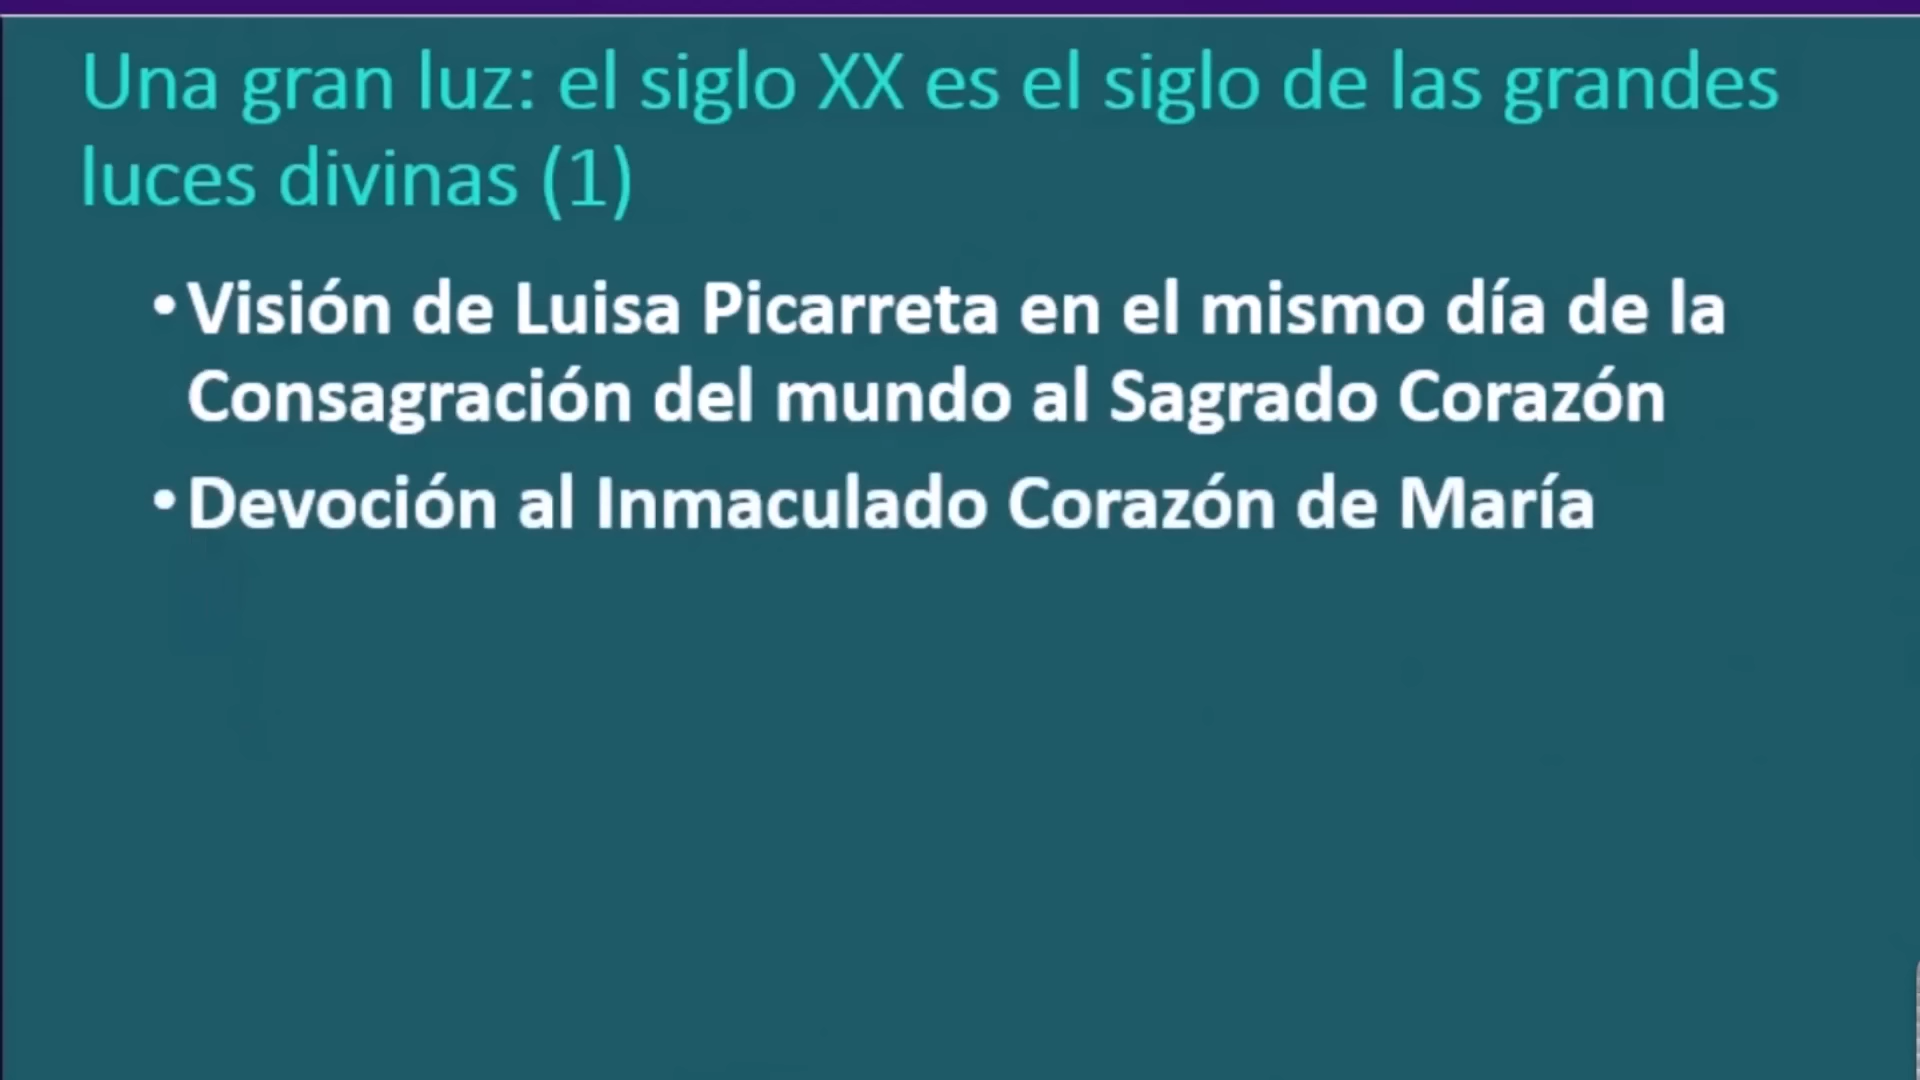 Una gran luz: el siglo XX es el siglo de las grandes
luces divinas (1)
•Visión de Luisa Picarreta en el mismo día de la
Consagración del mundo al Sagrado Corazón
•Devoción al Inmaculado Corazón de María